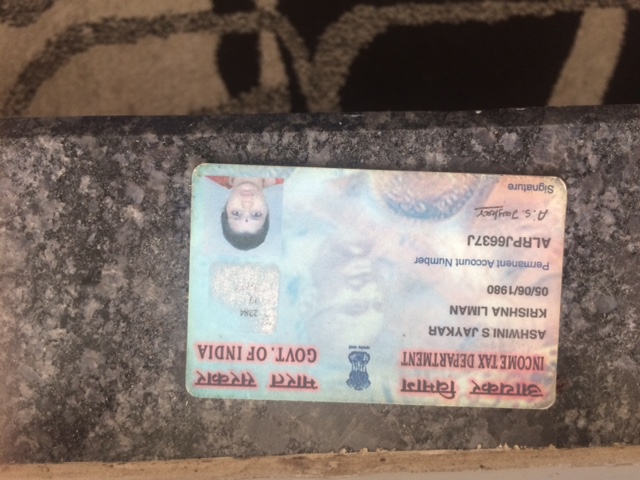 आयकर विभाग
INCOME TAX DEPARTMENT
भारत सरकार
GOVT. OF INDIA
ASHWINI S JAYKAR
KRISHNA LIMAN
05/06/1980
Permanent Account Number
ALRPJ6637J
A. S. Jaykar
Signature